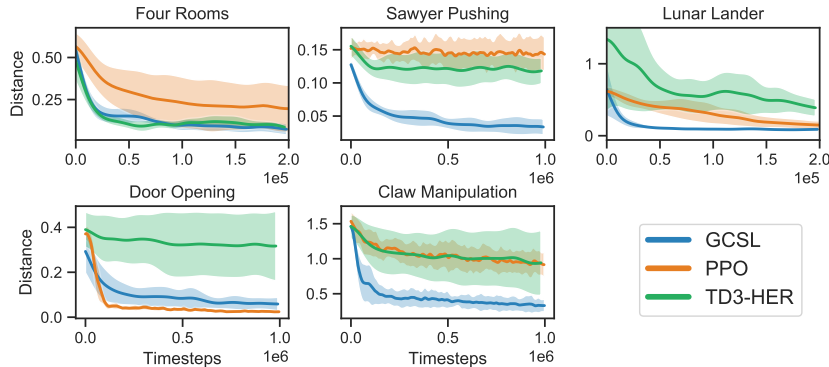 Four Rooms
Sawyer Pushing
Lunar Lander
Distance
0.50
0.25
0.0
0.5
1.0
1.5
2.0
1e5
0.15
0.10
0.05
0.0
0.5
1.0
1e6
1
0
0.0
0.5
1.0
1.5
2.0
1e5
Door Opening
Claw Manipulation
Distance
0.4
0.2
0.0
0.0
0.5
1.0
1e6
Timesteps
1.5
1.0
0.5
0.0
0.5
1.0
1e6
Timesteps
GCSL
PPO
TD3-HER